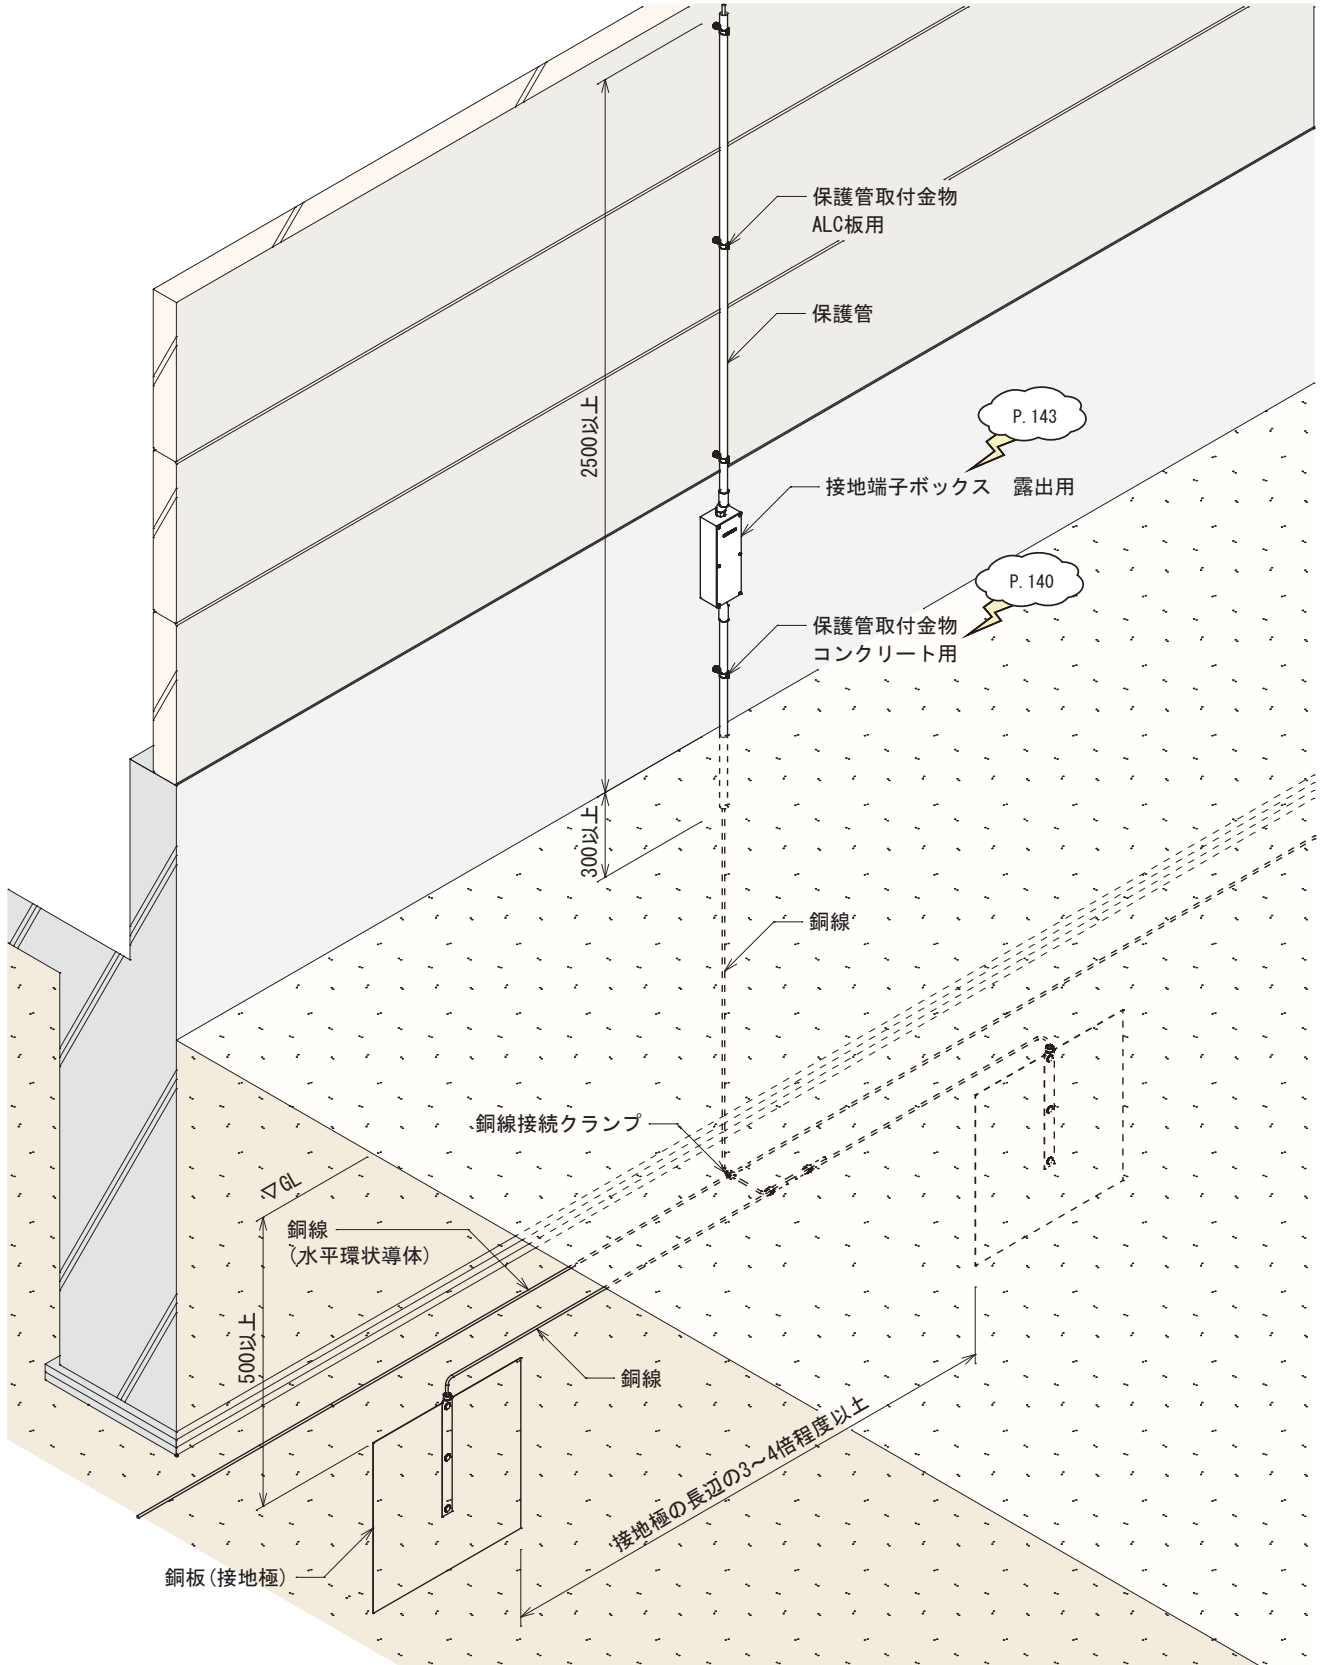 保護管取付金物
ALC板用
保護管
2500以上
P.143
接地端子ボックス 露出用
P.140
保護管取付金物
コンクリート用
300以上
銅線
銅線接続クランプ
▽GL
銅線
(水平環状導体)
500以上
銅線
接地極の長辺の3～4倍程度以上
銅板(接地極)